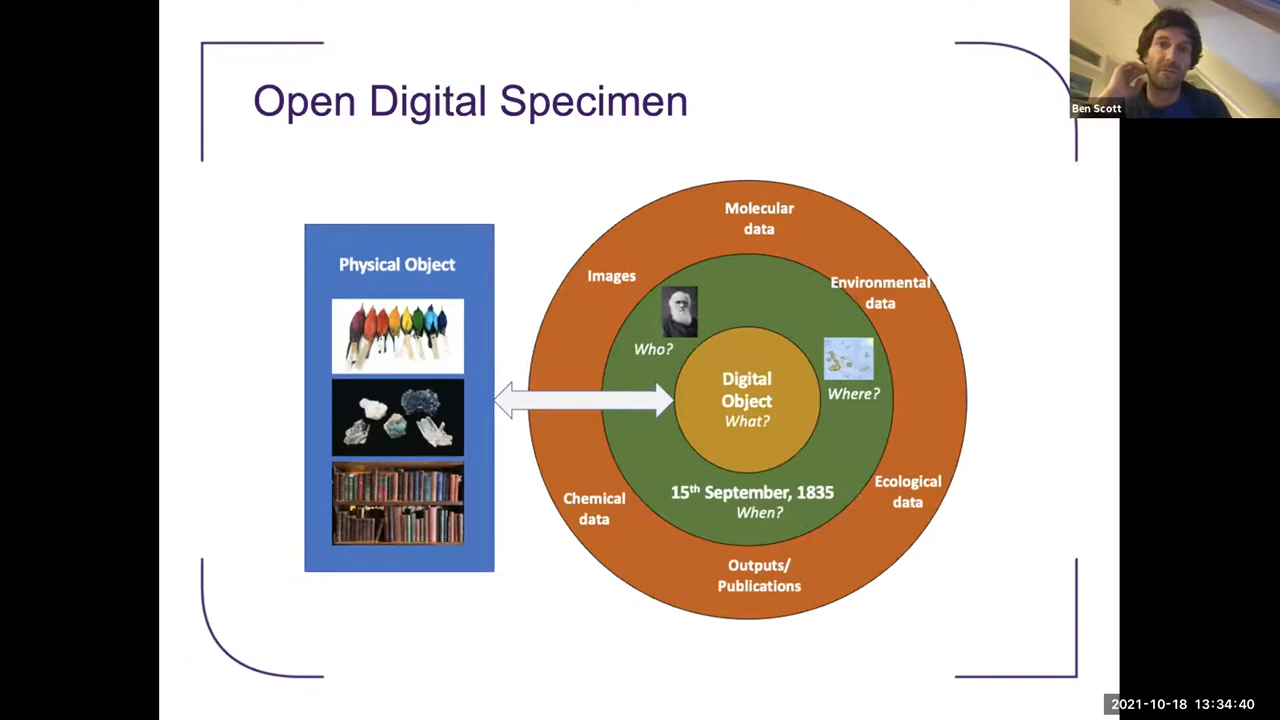 Open Digital Specimen
Ben Scott
Physical Object
Molecular
data
Images
Environmental
data
Who?
Where?
Digital
Object
What?
15th September, 1835
When?
Chemical
data
Ecological
data
Outputs/
Publications
2021-10-18 13:34:40